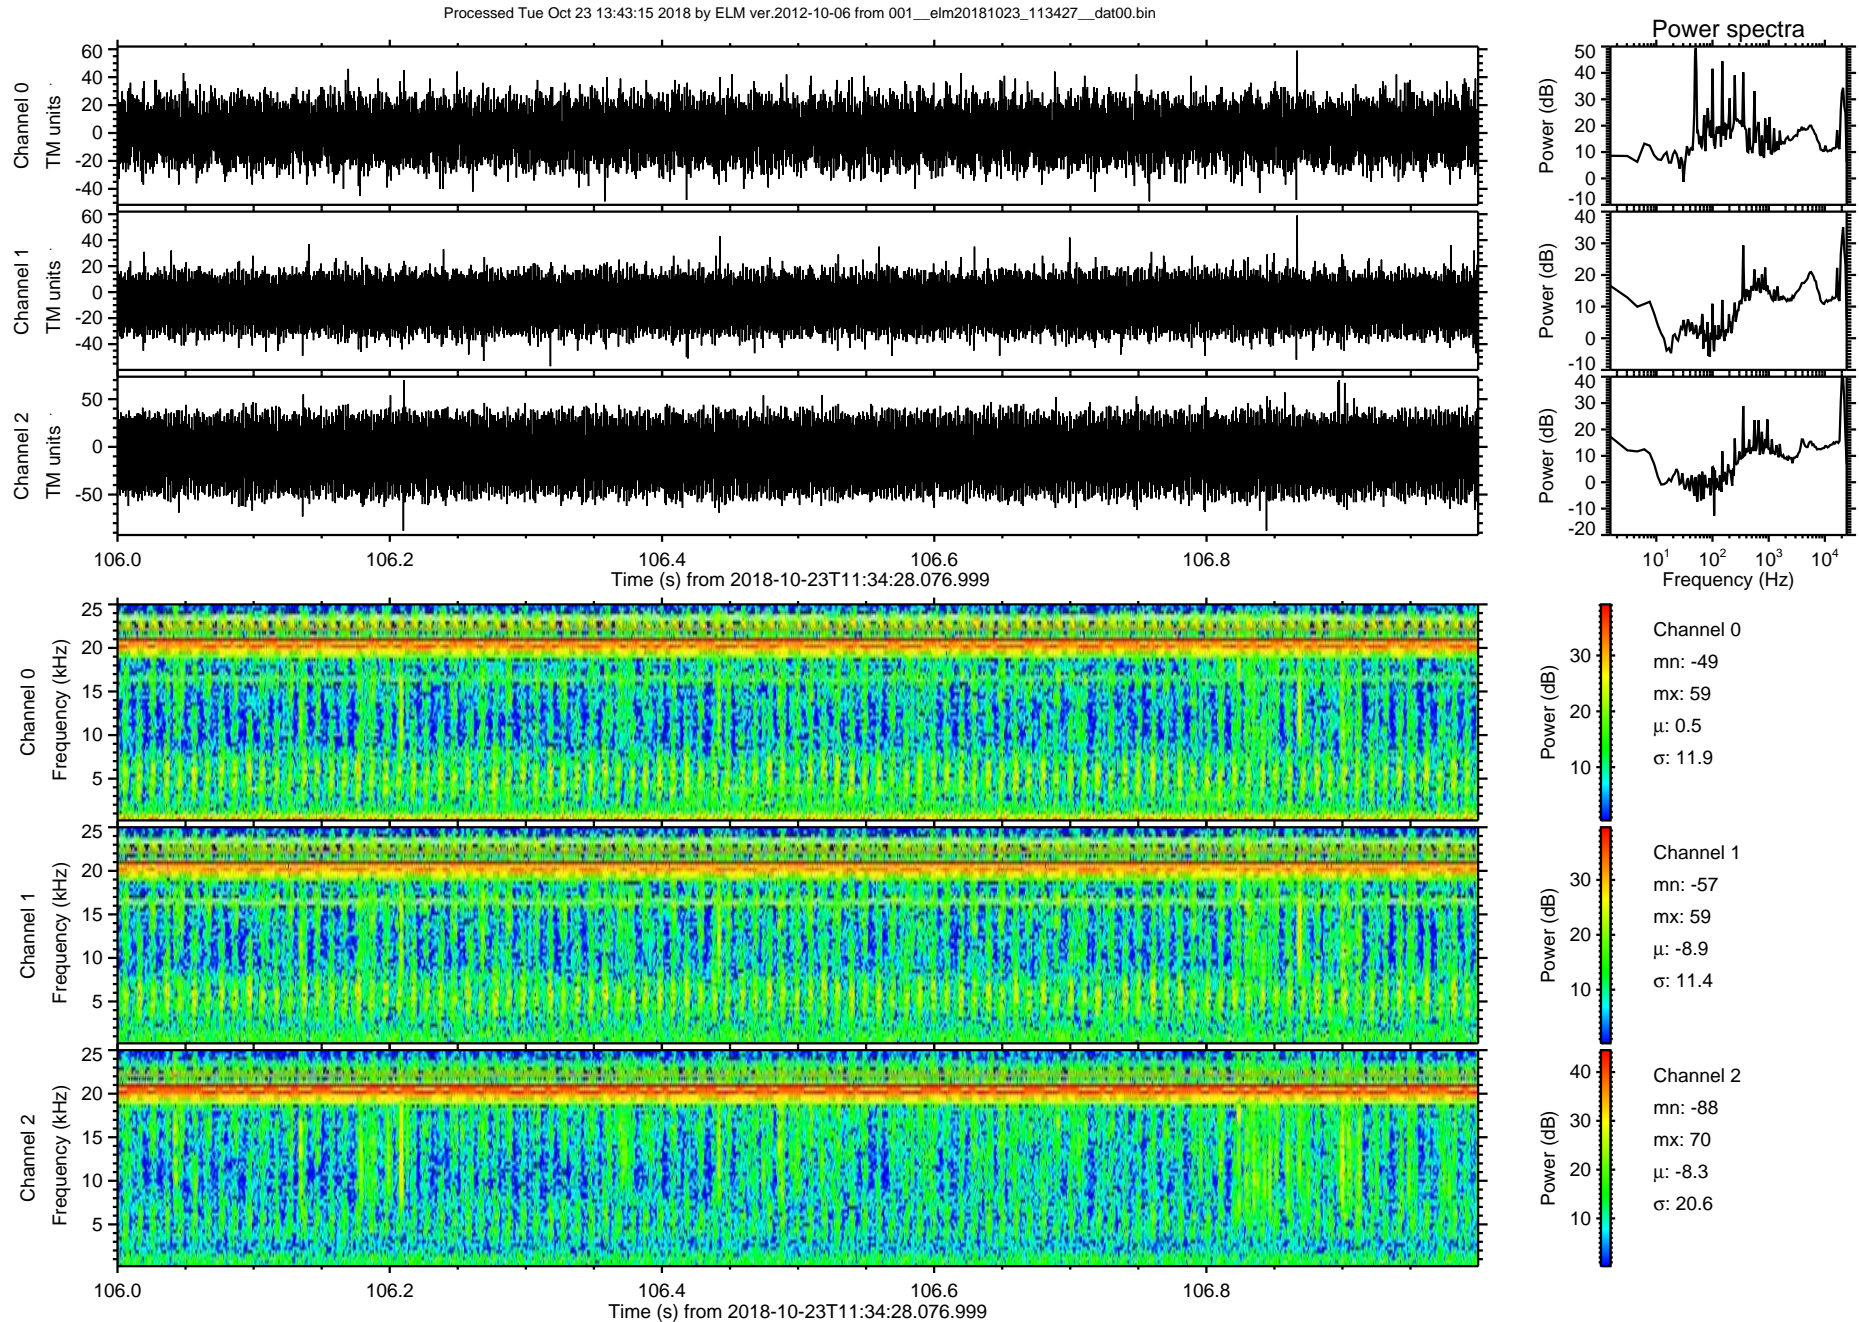 Processed Tue Oct 23 13:43:15 2018 by ELM ver.2012-10-06 from 001__elm20181023_113427__dat00.bin
Power spectra
Channel 0
TM units
60
40
20
0
-20
-40
Power (dB)
50
40
30
20
10
0
-10
Channel 1
TM units
60
40
20
0
-20
-40
Power (dB)
40
30
20
10
0
-10
Channel 2
TM units
50
0
-50
Power (dB)
40
30
20
10
0
-10
-20
106.0 106.2 106.4 106.6 106.8
Time (s) from 2018-10-23T11:34:28.076.999
10¹ 10² 10³ 10⁴
Frequency (Hz)
Channel 0
Frequency (kHz)
25
20
15
10
5
Power (dB)
30
20
10
Channel 0
mn: -49
mx: 59
µ: 0.5
σ: 11.9
Channel 1
Frequency (kHz)
25
20
15
10
5
Power (dB)
30
20
10
Channel 1
mn: -57
mx: 59
µ: -8.9
σ: 11.4
Channel 2
Frequency (kHz)
25
20
15
10
5
Power (dB)
40
30
20
10
Channel 2
mn: -88
mx: 70
µ: -8.3
σ: 20.6
106.0 106.2 106.4 106.6 106.8
Time (s) from 2018-10-23T11:34:28.076.999